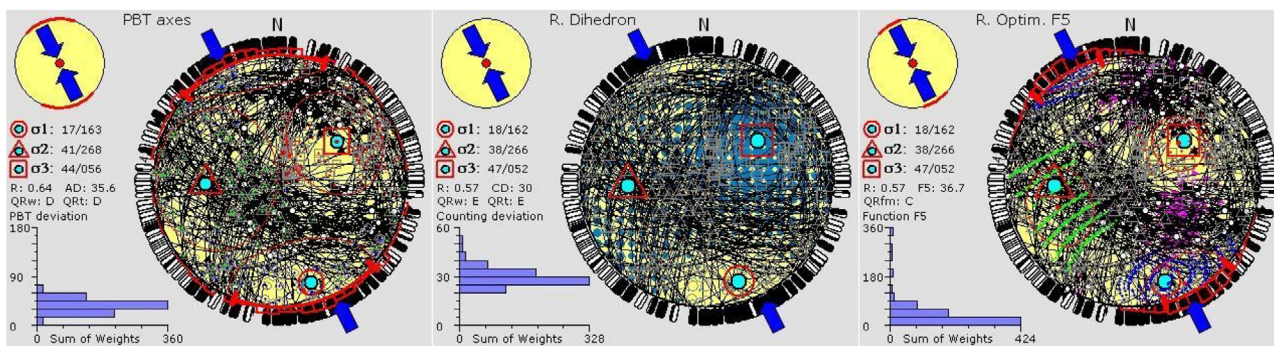 PBT axes
N
σ1: 17/163
σ2: 41/268
σ3: 44/056
R: 0.64 AD: 35.6
QRw: D QRt: D
PBT deviation
180
90
0
0 Sum of Weights 360
R. Dihedron
N
σ1: 18/162
σ2: 38/266
σ3: 47/052
R: 0.57 CD: 30
QRw: E QRt: E
Counting deviation
60
30
0
0 Sum of Weights 328
R. Optim. F5
N
σ1: 18/162
σ2: 38/266
σ3: 47/052
R: 0.57 F5: 36.7
QRfm: C
Function F5
360
180
0
0 Sum of Weights 424